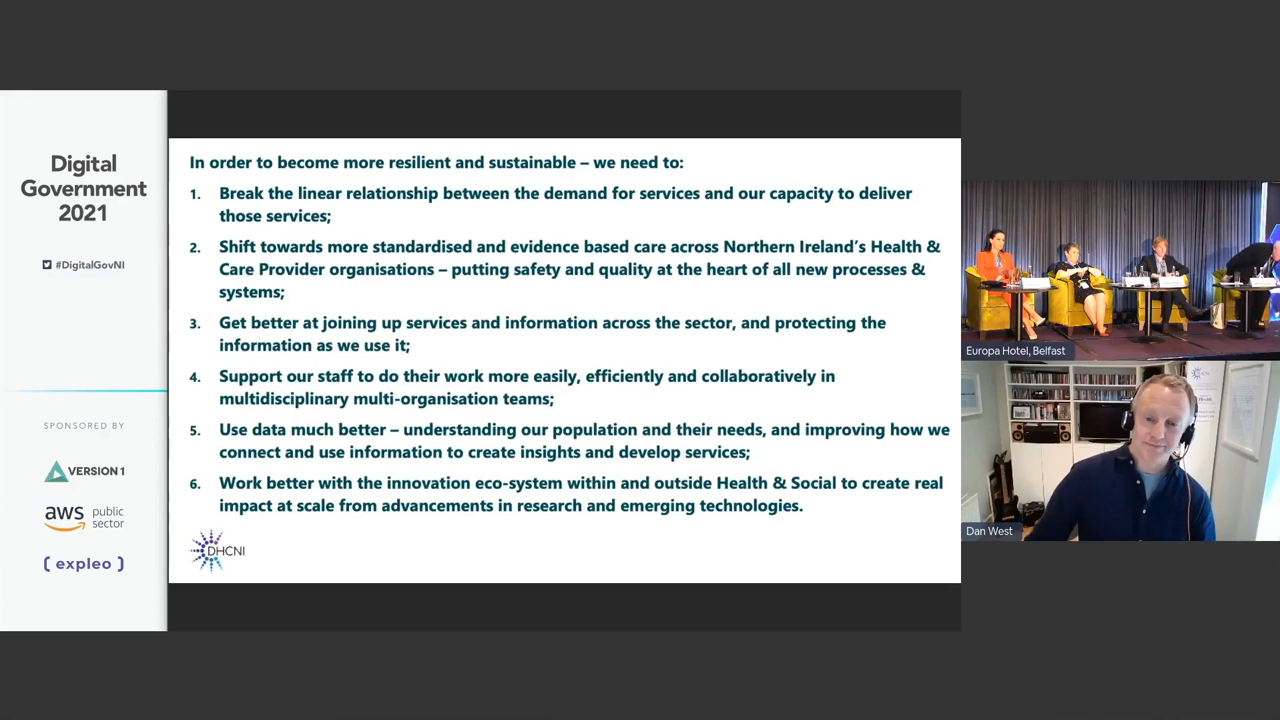 Digital
Government
2021
#DigitalGovNI
SPONSORED BY
VERSION 1
aws public
sector
( expleo )
In order to become more resilient and sustainable – we need to:
1. Break the linear relationship between the demand for services and our capacity to deliver
those services;
2. Shift towards more standardised and evidence based care across Northern Ireland's Health &
Care Provider organisations – putting safety and quality at the heart of all new processes &
systems;
3. Get better at joining up services and information across the sector, and protecting the
information as we use it;
4. Support our staff to do their work more easily, efficiently and collaboratively in
multidisciplinary multi-organisation teams;
5. Use data much better – understanding our population and their needs, and improving how we
connect and use information to create insights and develop services;
6. Work better with the innovation eco-system within and outside Health & Social to create real
impact at scale from advancements in research and emerging technologies.
DHCNI
Europa Hotel, Belfast
Dan West